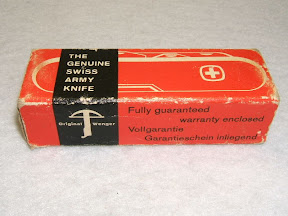 THE
GENUINE
SWISS
ARMY
KNIFE
Original Wenger
Fully guaranteed
warranty enclosed
Vollgarantie
Garantieschein inliegend